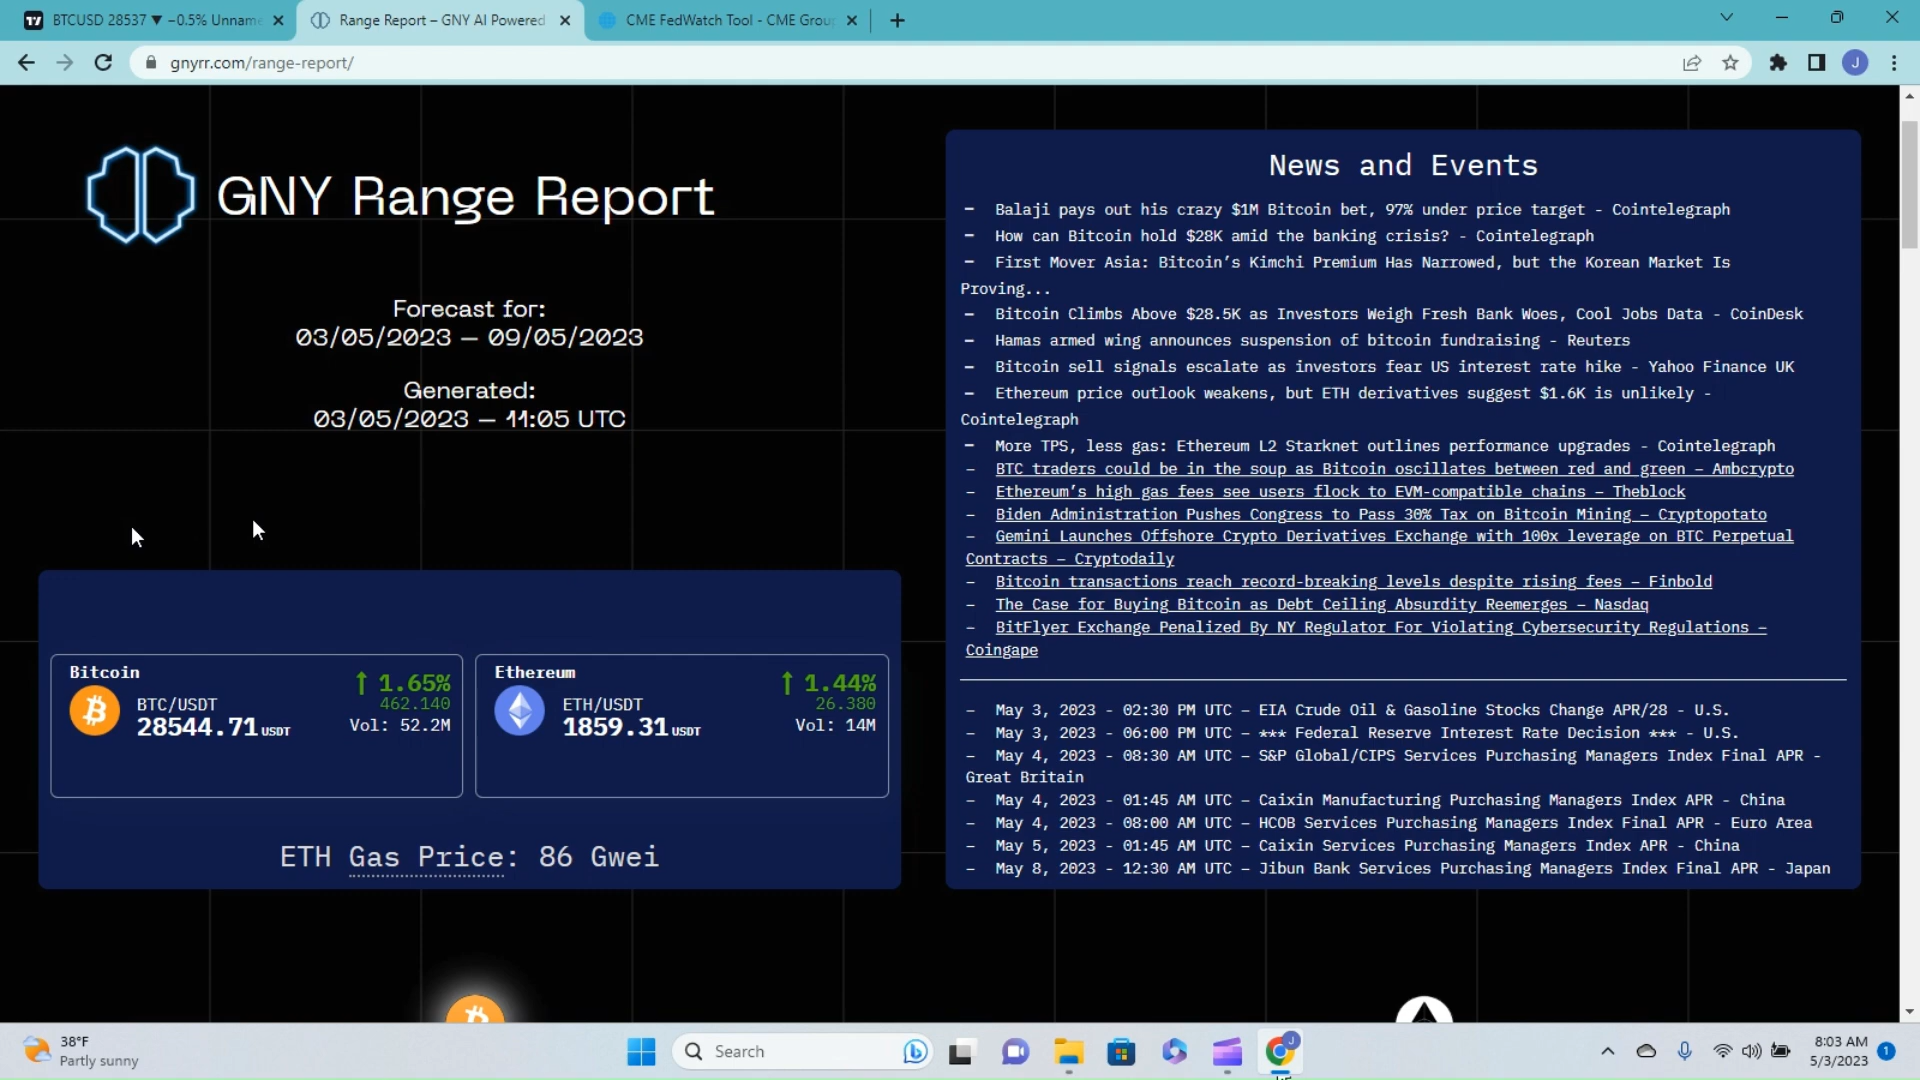 BTCUSD 28537 ▼ −0.5% Unname
Range Report – GNY AI Powered
CME FedWatch Tool - CME Group
gnyrr.com/range-report/
J
GNY Range Report
Forecast for:
03/05/2023 – 09/05/2023
Generated:
03/05/2023 – 11:05 UTC
Bitcoin
↑ 1.65%
BTC/USDT
462.140
28544.71 USDT
Vol: 52.2M
Ethereum
↑ 1.44%
ETH/USDT
26.380
1859.31 USDT
Vol: 14M
ETH Gas Price: 86 Gwei
News and Events
– Balaji pays out his crazy $1M Bitcoin bet, 97% under price target - Cointelegraph
– How can Bitcoin hold $28K amid the banking crisis? - Cointelegraph
– First Mover Asia: Bitcoin’s Kimchi Premium Has Narrowed, but the Korean Market Is
Proving...
– Bitcoin Climbs Above $28.5K as Investors Weigh Fresh Bank Woes, Cool Jobs Data - CoinDesk
– Hamas armed wing announces suspension of bitcoin fundraising - Reuters
– Bitcoin sell signals escalate as investors fear US interest rate hike - Yahoo Finance UK
– Ethereum price outlook weakens, but ETH derivatives suggest $1.6K is unlikely -
Cointelegraph
– More TPS, less gas: Ethereum L2 Starknet outlines performance upgrades - Cointelegraph
– BTC traders could be in the soup as Bitcoin oscillates between red and green – Ambcrypto
– Ethereum’s high gas fees see users flock to EVM-compatible chains – Theblock
– Biden Administration Pushes Congress to Pass 30% Tax on Bitcoin Mining – Cryptopotato
– Gemini Launches Offshore Crypto Derivatives Exchange with 100x leverage on BTC Perpetual
Contracts – Cryptodaily
– Bitcoin transactions reach record-breaking levels despite rising fees – Finbold
– The Case for Buying Bitcoin as Debt Ceiling Absurdity Reemerges – Nasdaq
– BitFlyer Exchange Penalized By NY Regulator For Violating Cybersecurity Regulations –
Coingape
– May 3, 2023 - 02:30 PM UTC – EIA Crude Oil & Gasoline Stocks Change APR/28 - U.S.
– May 3, 2023 - 06:00 PM UTC – *** Federal Reserve Interest Rate Decision *** - U.S.
– May 4, 2023 - 08:30 AM UTC – S&P Global/CIPS Services Purchasing Managers Index Final APR -
Great Britain
– May 4, 2023 - 01:45 AM UTC – Caixin Manufacturing Purchasing Managers Index APR - China
– May 4, 2023 - 08:00 AM UTC – HCOB Services Purchasing Managers Index Final APR - Euro Area
– May 5, 2023 - 01:45 AM UTC – Caixin Services Purchasing Managers Index APR - China
– May 8, 2023 - 12:30 AM UTC – Jibun Bank Services Purchasing Managers Index Final APR - Japan
38°F
Partly sunny
Search
J
8:03 AM
5/3/2023
1